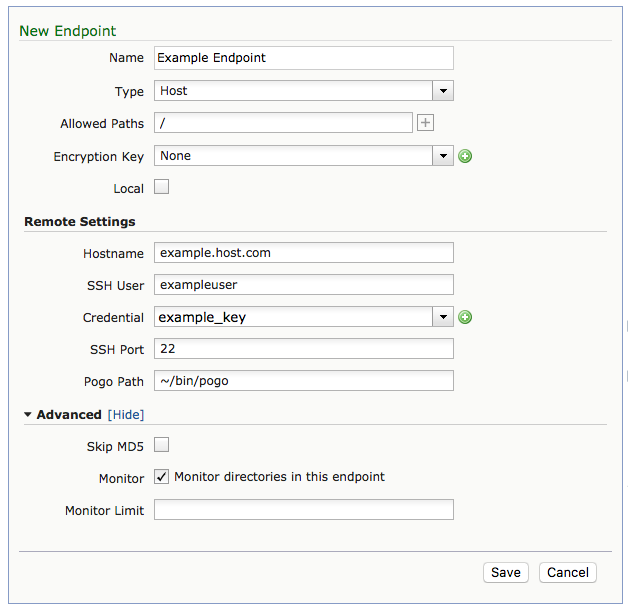 New Endpoint
Name Example Endpoint
Type Host
Allowed Paths /
Encryption Key None
Local
Remote Settings
Hostname example.host.com
SSH User exampleuser
Credential example_key
SSH Port 22
Pogo Path ~/bin/pogo
Advanced [Hide]
Skip MD5
Monitor Monitor directories in this endpoint
Monitor Limit
Save Cancel